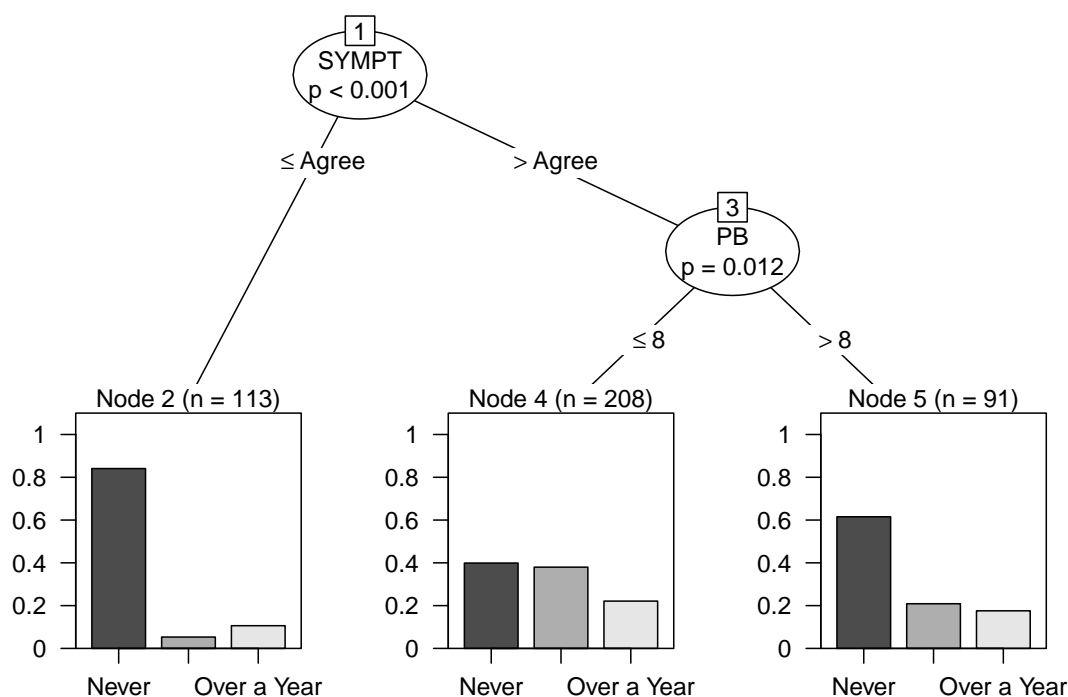 1
SYMPT
p < 0.001
≤ Agree
> Agree
3
PB
p = 0.012
≤ 8
> 8
Node 2 (n = 113)
1
0.8
0.6
0.4
0.2
0
Never
Over a Year
Node 4 (n = 208)
1
0.8
0.6
0.4
0.2
0
Never
Over a Year
Node 5 (n = 91)
1
0.8
0.6
0.4
0.2
0
Never
Over a Year